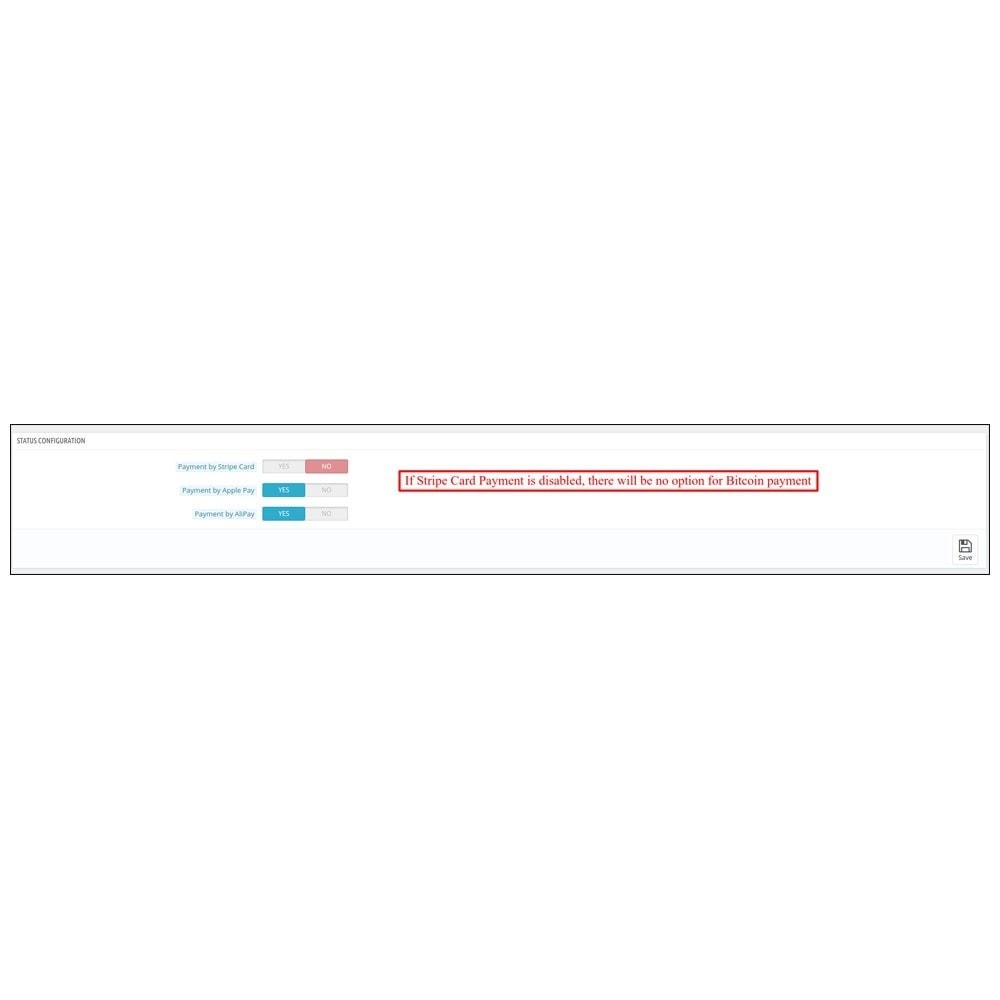 STATUS CONFIGURATION
Payment by Stripe Card YES NO
If Stripe Card Payment is disabled, there will be no option for Bitcoin payment
Payment by Apple Pay YES NO
Payment by AliPay YES NO
Save